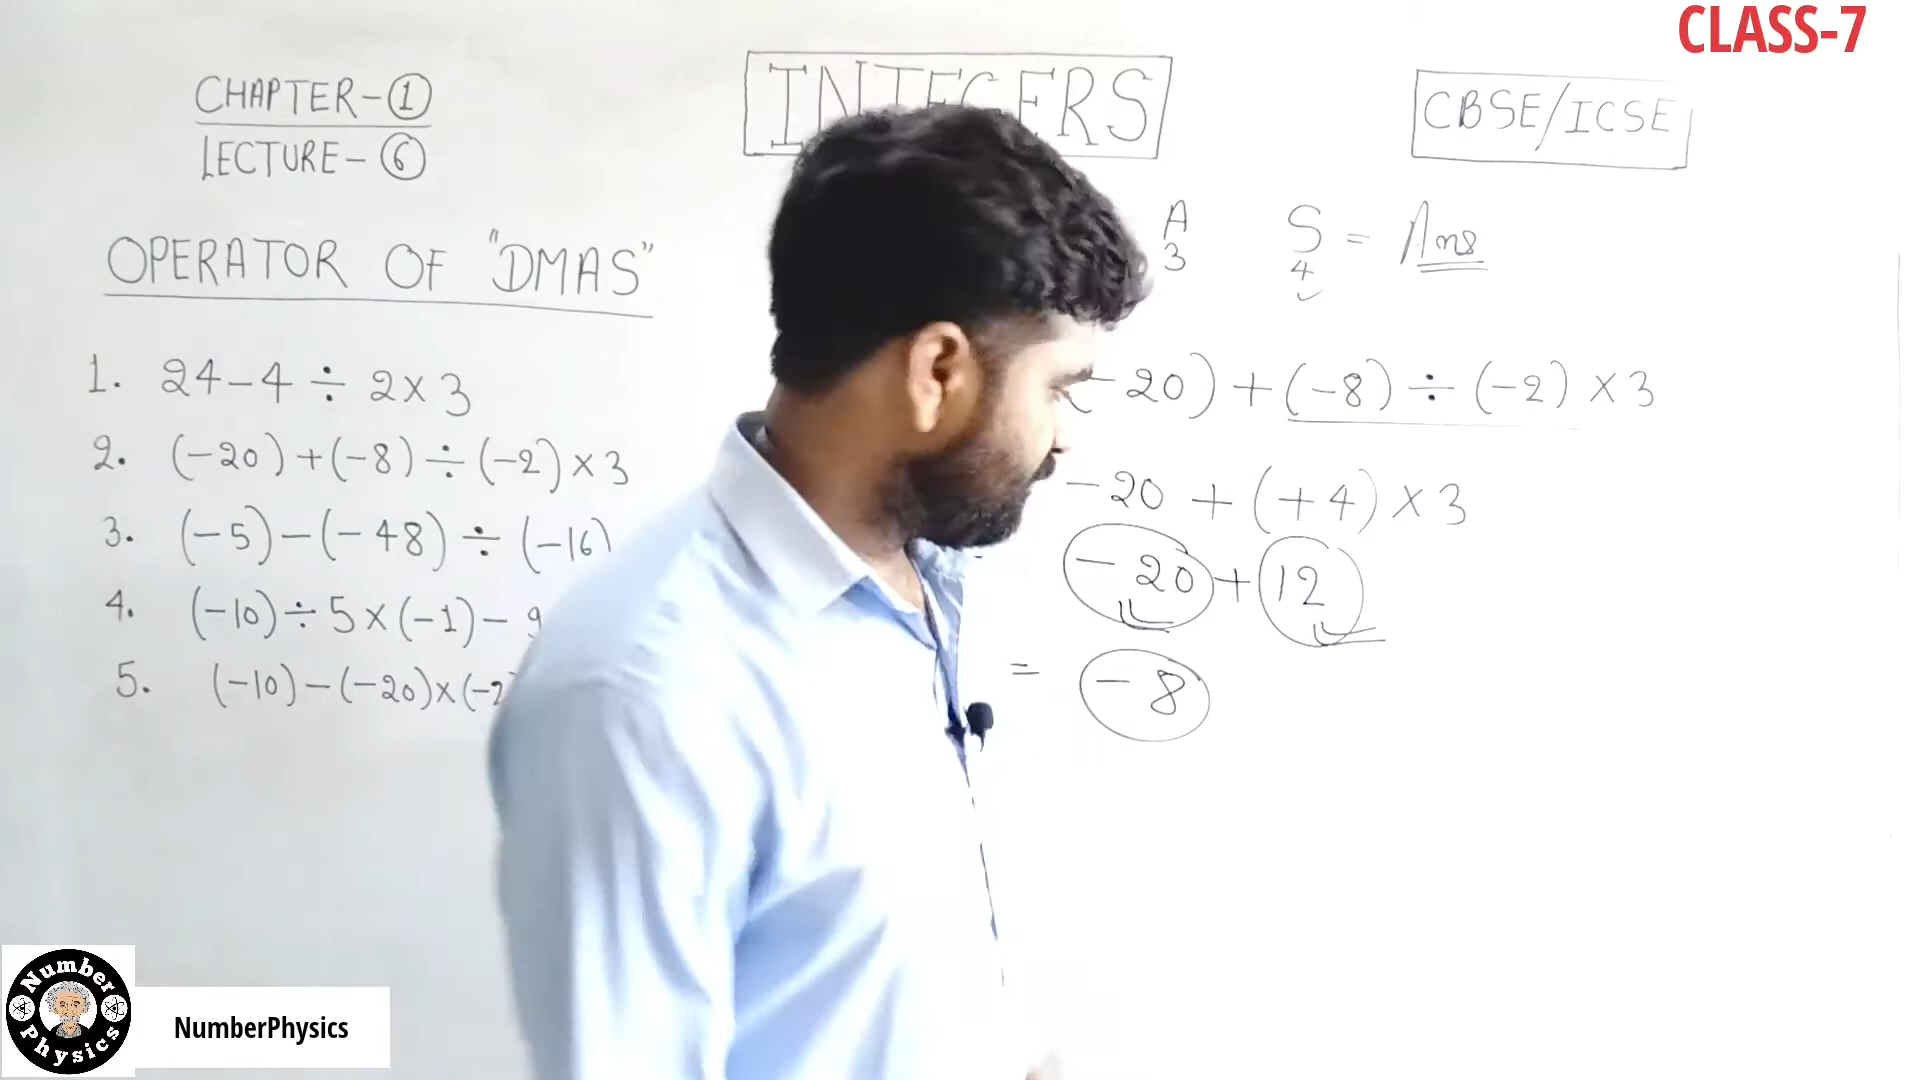 CLASS-7
CHAPTER-1
LECTURE-6
INTEGERS
CBSE/ICSE
A S = Ans
3 4
OPERATOR OF "DMAS"
1. 24-4÷2×3
2. (-20)+(-8)÷(-2)×3
3. (-5)-(-48)÷(-16)
4. (-10)÷5×(-1)-
5. (-10)-(-20)×(-2
-20)+(-8)÷(-2)×3
-20+(+4)×3
-20+12
= -8
Number Physics
NumberPhysics